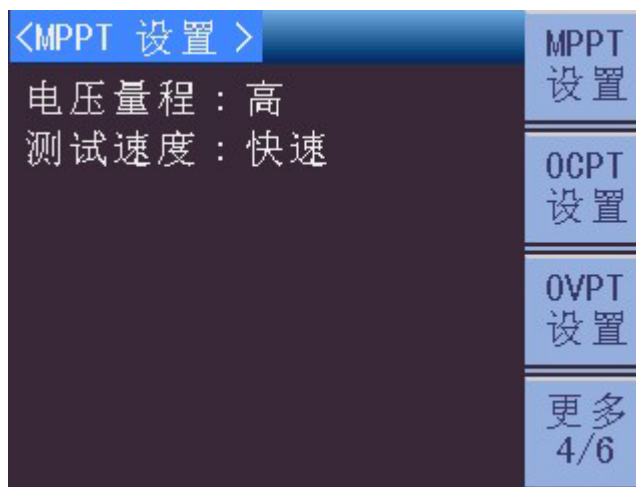 <MPPT 设置 >
电压量程：高
测试速度：快速
MPPT
设置
OCPT
设置
OVPT
设置
更多
4/6